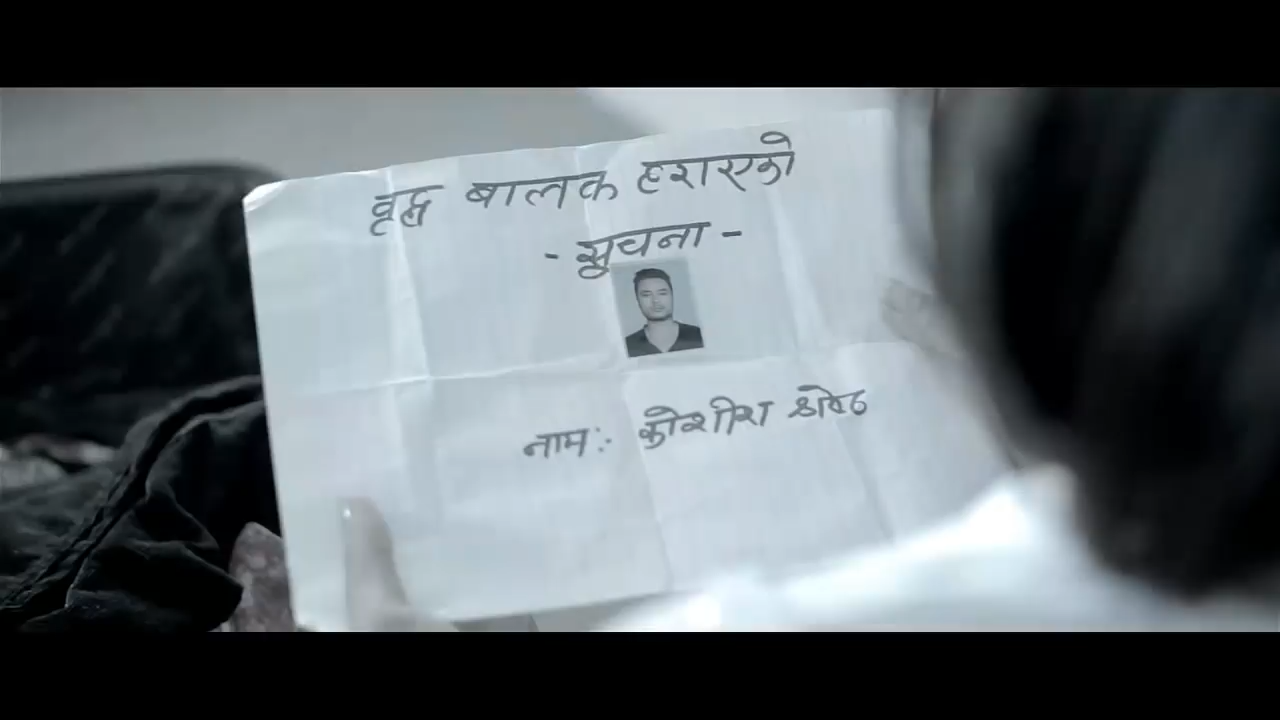 वृद्ध बालक हराएको
- सूचना -
नाम :- कोशीश श्रेष्ठ